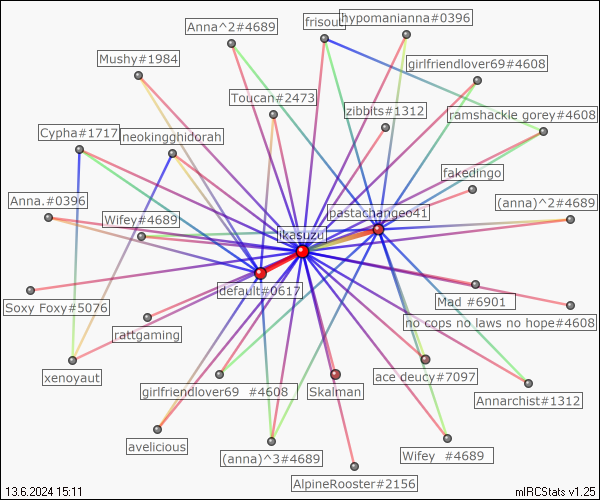 Anna^2#4689
frisout
hypomanianna#0396
Mushy#1984
girlfriendlover69#4608
Toucan#2473
zibbits#1312
ramshackle gorey#4608
Cypha#1717
neokingghidorah
fakedingo
Anna.#0396
Wifey#4689
pastachangeo41
(anna)^2#4689
ikasuzu
default#0617
Mad #6901
Soxy Foxy#5076
rattgaming
no cops no laws no hope#4608
xenoyaut
girlfriendlover69 #4608
Skalman
ace deucy#7097
Annarchist#1312
avelicious
(anna)^3#4689
Wifey #4689
AlpineRooster#2156
13.6.2024 15:11
mIRCStats v1.25